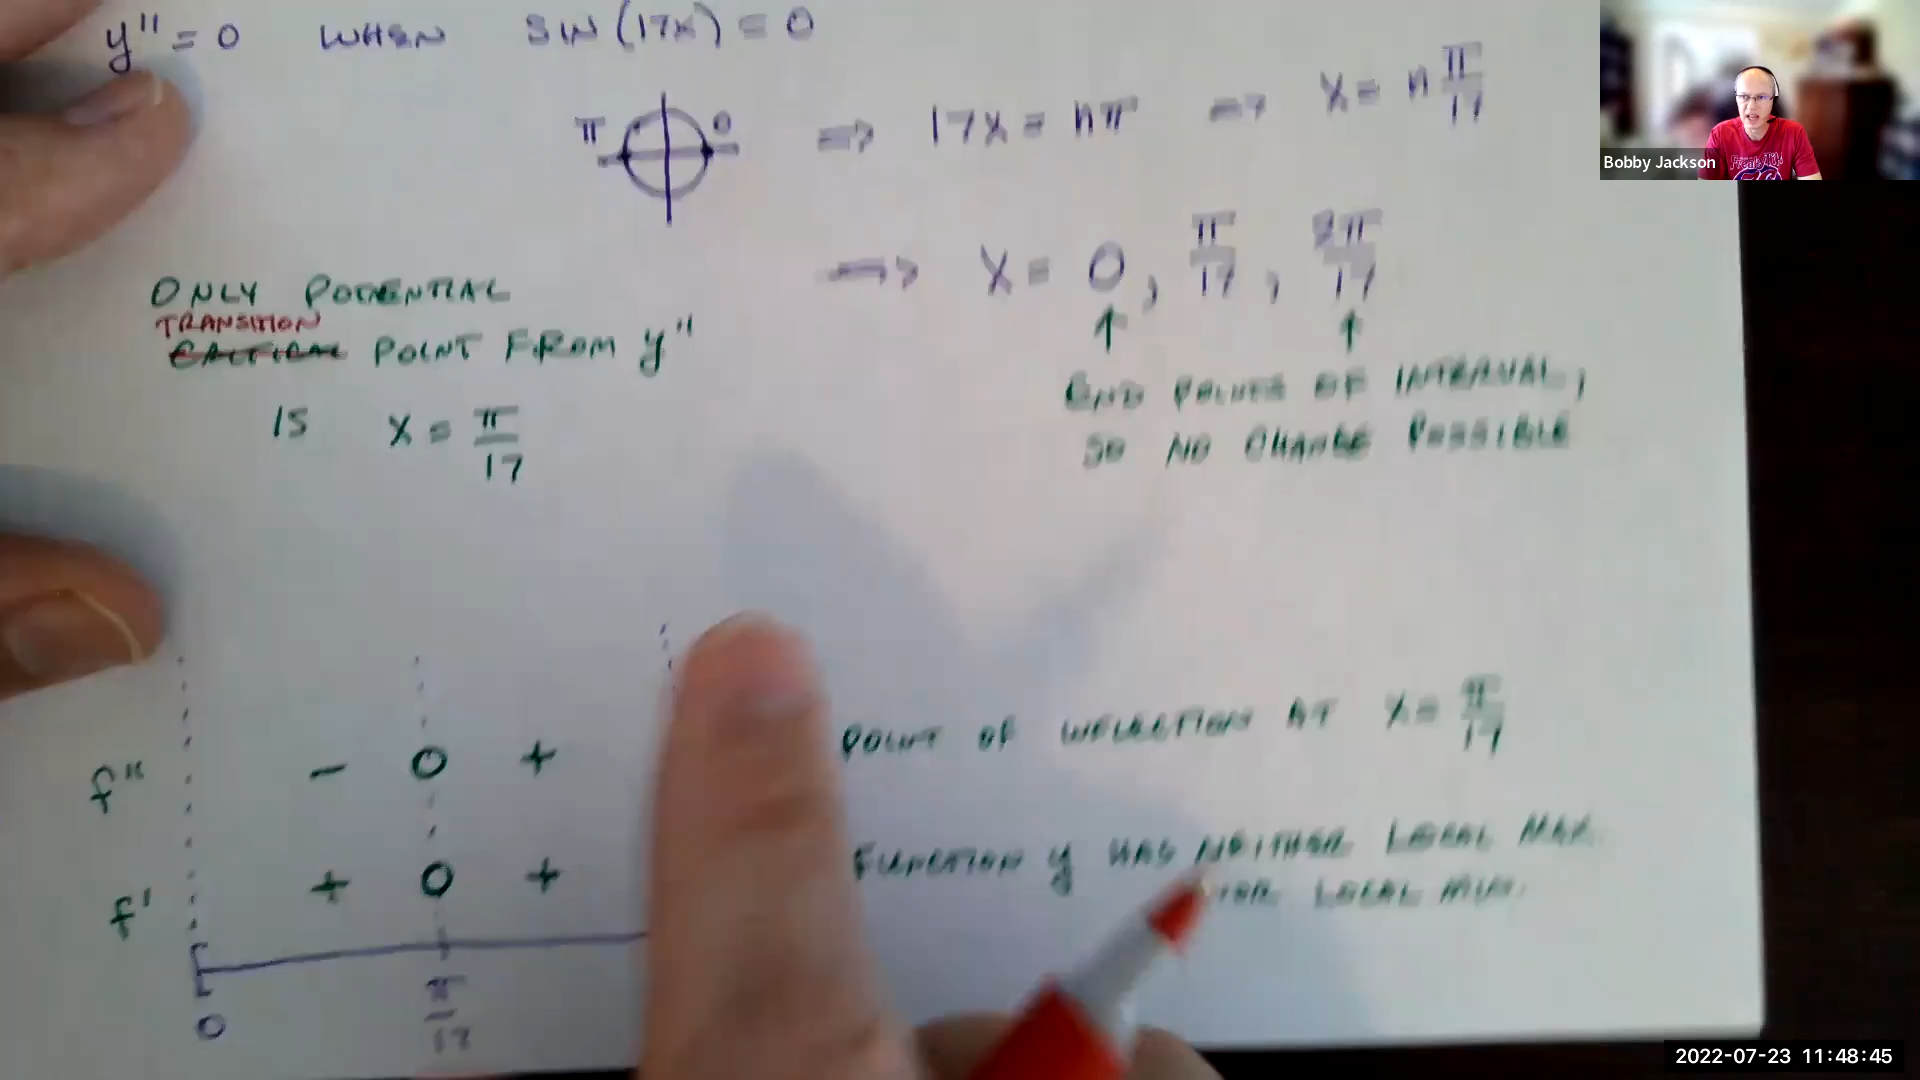 y'' = 0 WHEN SIN (17x) = 0
π 0 => 17x = nπ => x = n π/17
=> x = 0, π/17, 2π/17
ONLY POTENTIAL
TRANSITION
CRITICAL POINT FROM y''
IS x = π/17
↑ ↑
END POINTS OF INTERVAL,
SO NO CHANGE POSSIBLE
POINT OF INFLECTION AT x = π/17
f'' - 0 +
FUNCTION y HAS NEITHER LOCAL MAX
NOR LOCAL MIN.
f' + 0 +
0 π/17
Bobby Jackson
2022-07-23 11:48:45